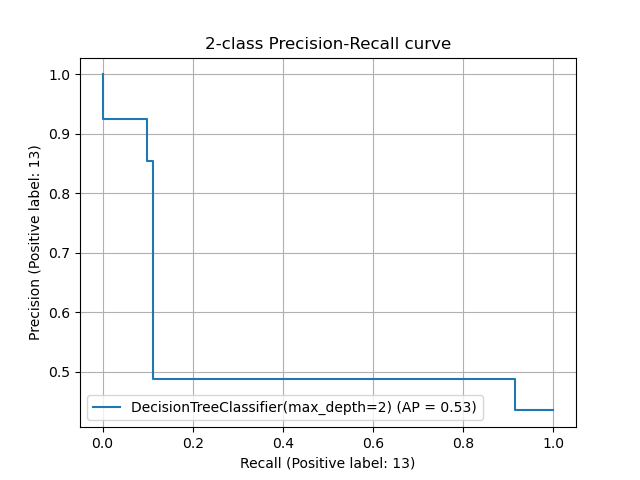 2-class Precision-Recall curve
1.0
0.9
0.8
0.7
0.6
0.5
Precision (Positive label: 13)
DecisionTreeClassifier(max_depth=2) (AP = 0.53)
0.0 0.2 0.4 0.6 0.8 1.0
Recall (Positive label: 13)